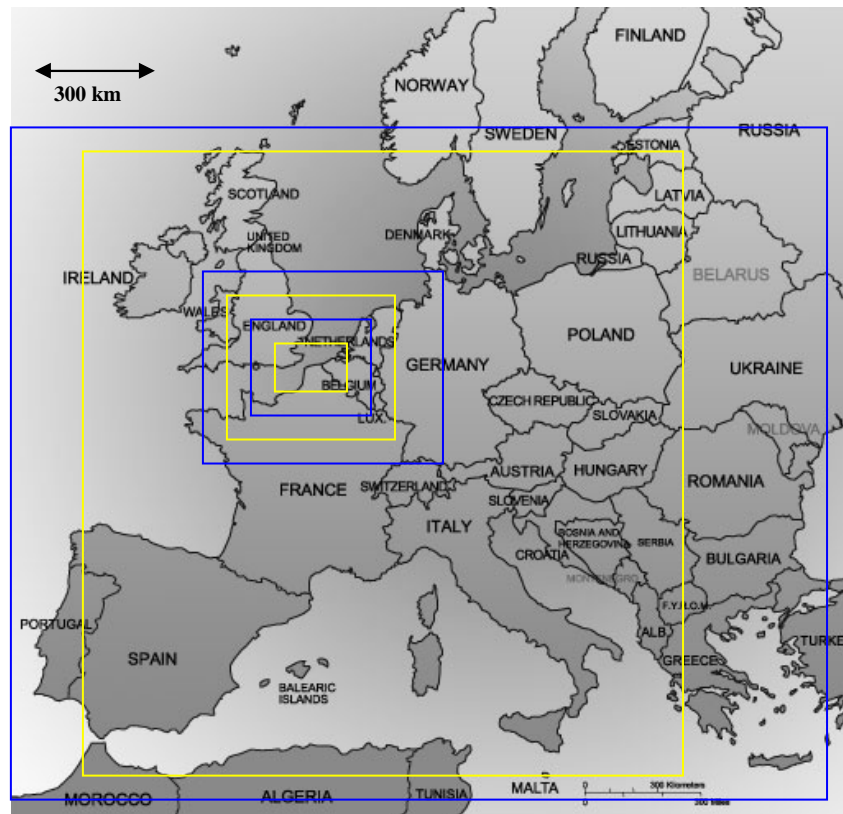 FINLAND
300 km
NORWAY
SWEDEN
RUSSIA
ESTONIA
SCOTLAND
LATVIA
UNITED
KINGDOM
DENMARK
LITHUANIA
RUSSIA
IRELAND
BELARUS
WALES
ENGLAND
NETHERLANDS
POLAND
GERMANY
UKRAINE
BELGIUM
CZECH REPUBLIC
LUX.
SLOVAKIA
MOLDOVA
AUSTRIA
HUNGARY
FRANCE
SWITZERLAND
ROMANIA
SLOVENIA
ITALY
BOSNIA AND
HERZEGOVINA
CROATIA
SERBIA
BULGARIA
MONTENEGRO
F.Y.R.O.M.
PORTUGAL
ALB.
TURKE
SPAIN
GREECE
BALEARIC
ISLANDS
MOROCCO
ALGERIA
TUNISIA
MALTA
0 300 Kilometers
0 300 Miles